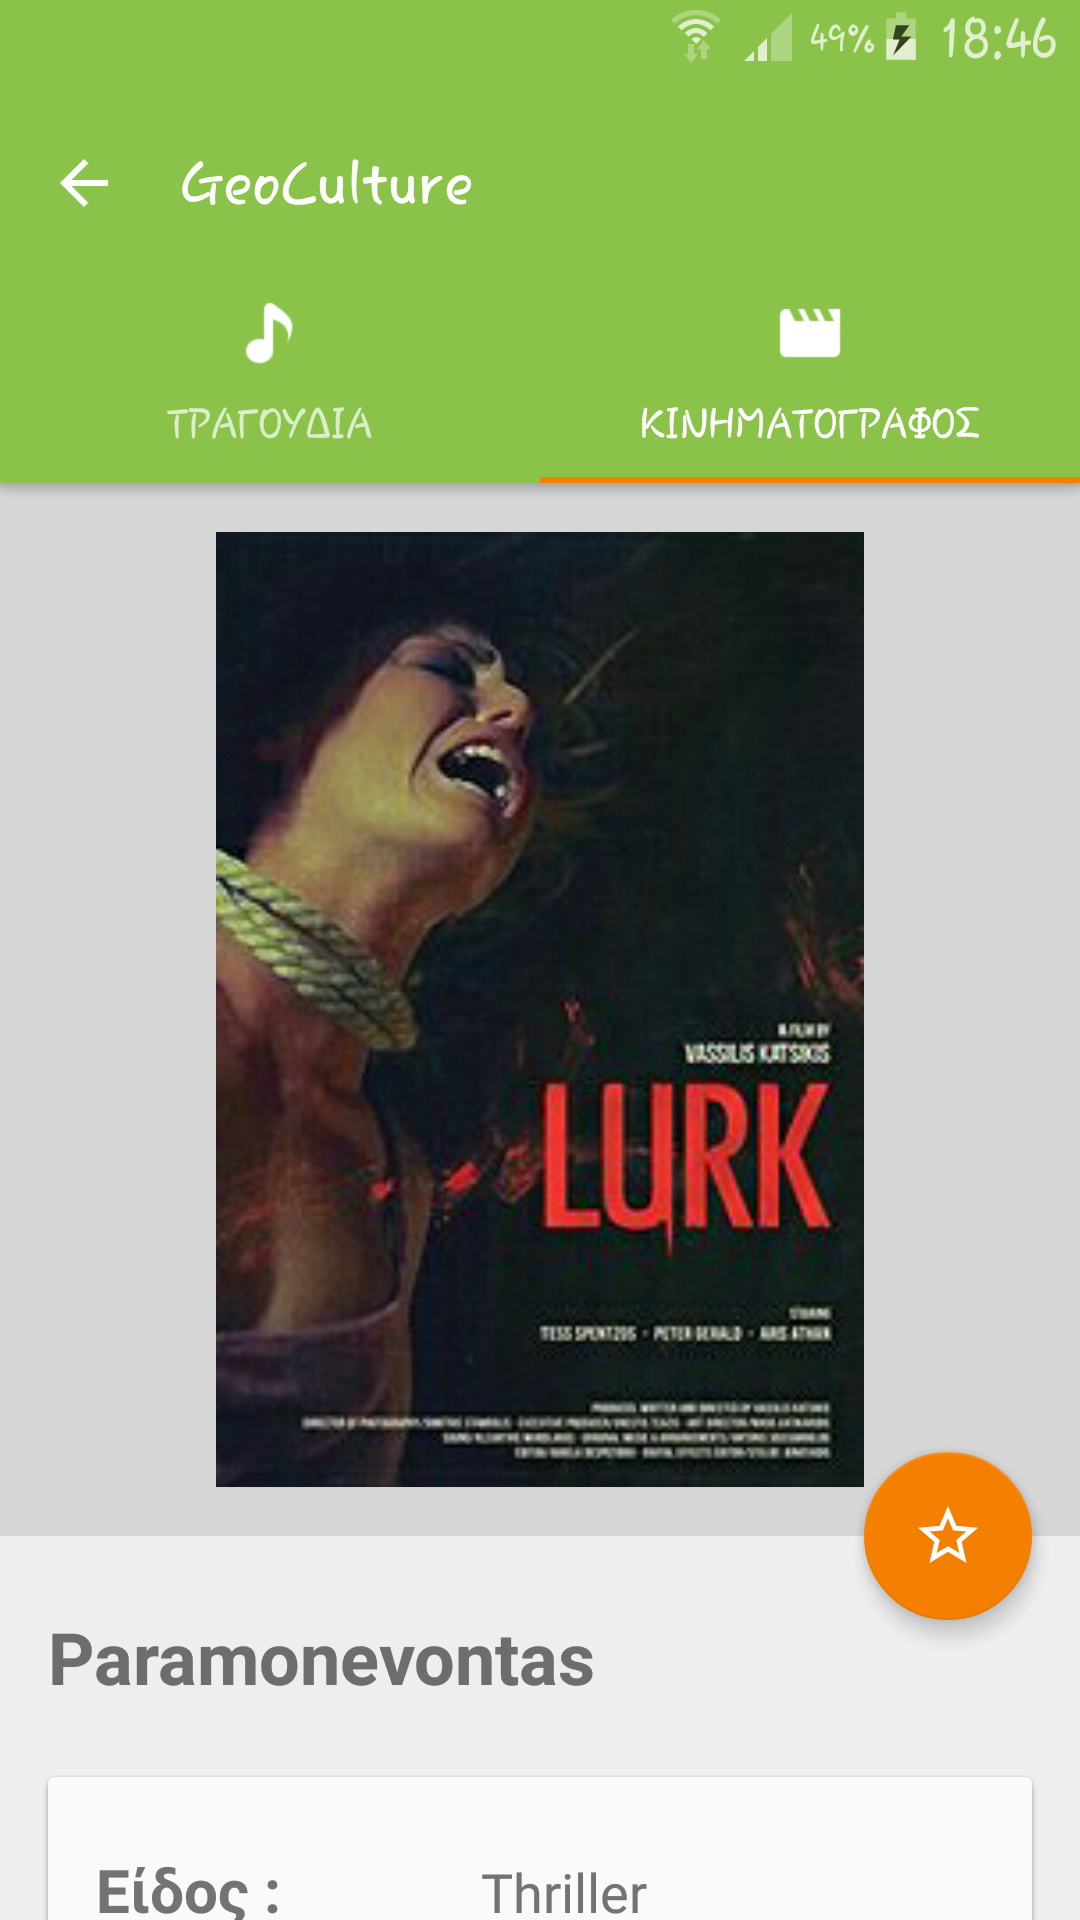 49% 18:46
GeoCulture
ΤΡΑΓΟΥΔΙΑ
ΚΙΝΗΜΑΤΟΓΡΑΦΟΣ
A FILM BY
VASSILIS KATSIKIS
LURK
STARRING
TESS SPENTZOS · PETER GERALD · ARIS ATHAN
Paramonevontas
Είδος :
Thriller